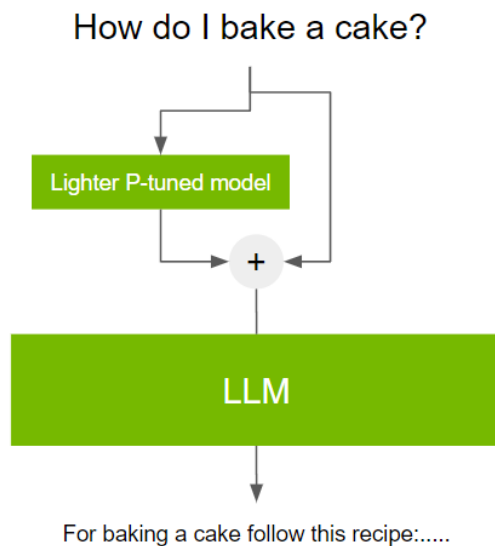 How do I bake a cake?
Lighter P-tuned model
+
LLM
For baking a cake follow this recipe:.....